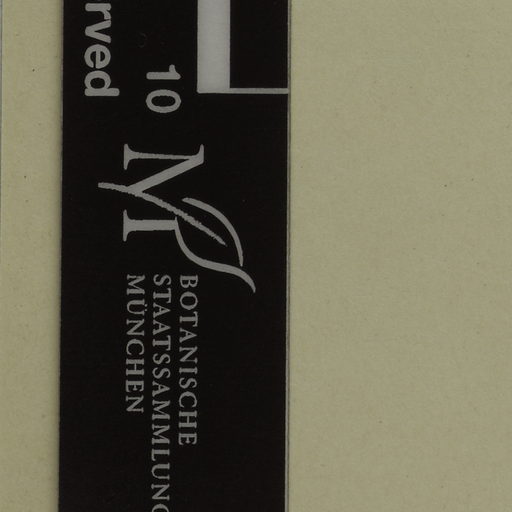 rved
10
M
BOTANISCHE
STAATSSAMMLUNG
MÜNCHEN